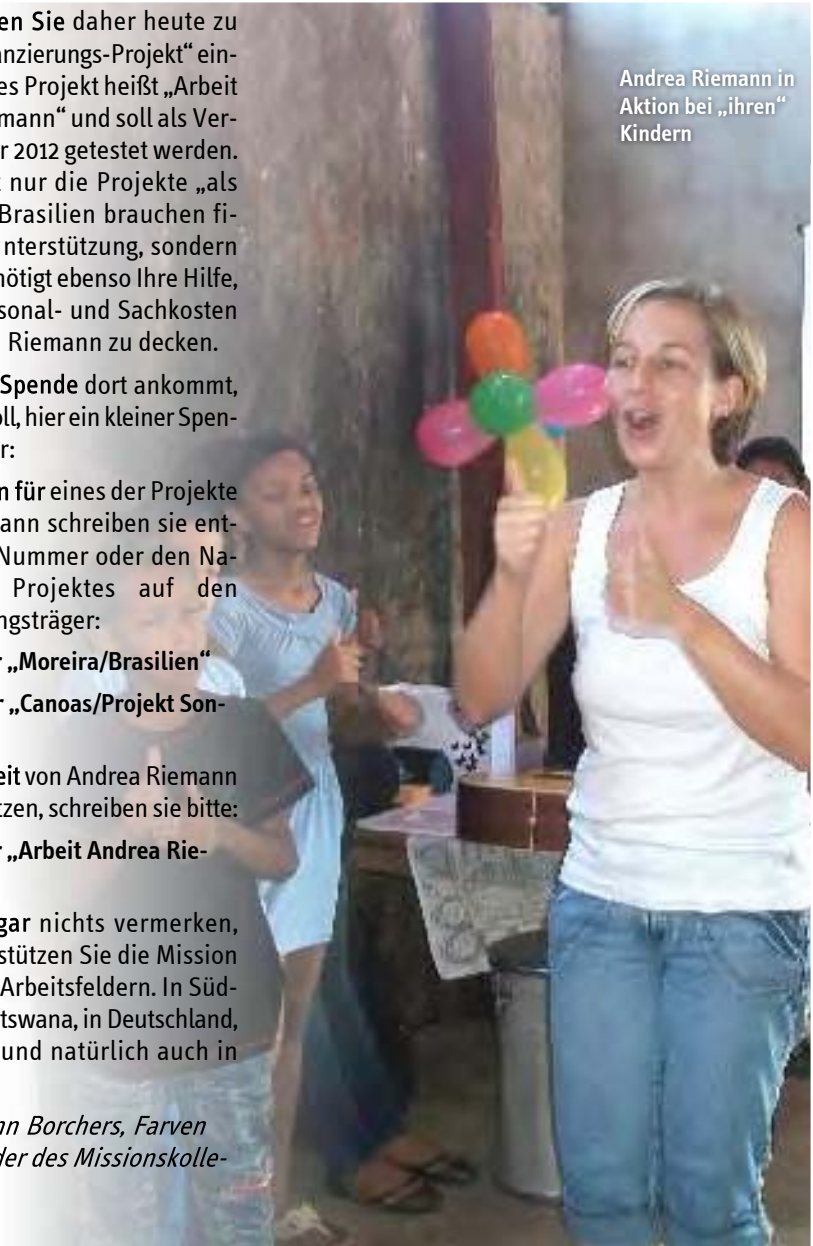 en Sie daher heute zu
nzierungs-Projekt“ ein-
es Projekt heißt „Arbeit
mann“ und soll als Ver-
r 2012 getestet werden.
nur die Projekte „als
Brasilien brauchen fi-
nterstützung, sondern
nötigt ebenso Ihre Hilfe,
sonal- und Sachkosten
Riemann zu decken.
Spende dort ankommt,
oll, hier ein kleiner Spen-
r:
n für eines der Projekte
ann schreiben sie ent-
Nummer oder den Na-
Projektes auf den
ngsträger:
r „Moreira/Brasilien“
r „Canoas/Projekt Son-
eit von Andrea Riemann
tzen, schreiben sie bitte:
r „Arbeit Andrea Rie-
gar nichts vermerken,
stützen Sie die Mission
Arbeitsfeldern. In Süd-
tswana, in Deutschland,
und natürlich auch in
nn Borchers, Farven
der des Missionskolle-
Andrea Riemann in
Aktion bei „ihren“
Kindern